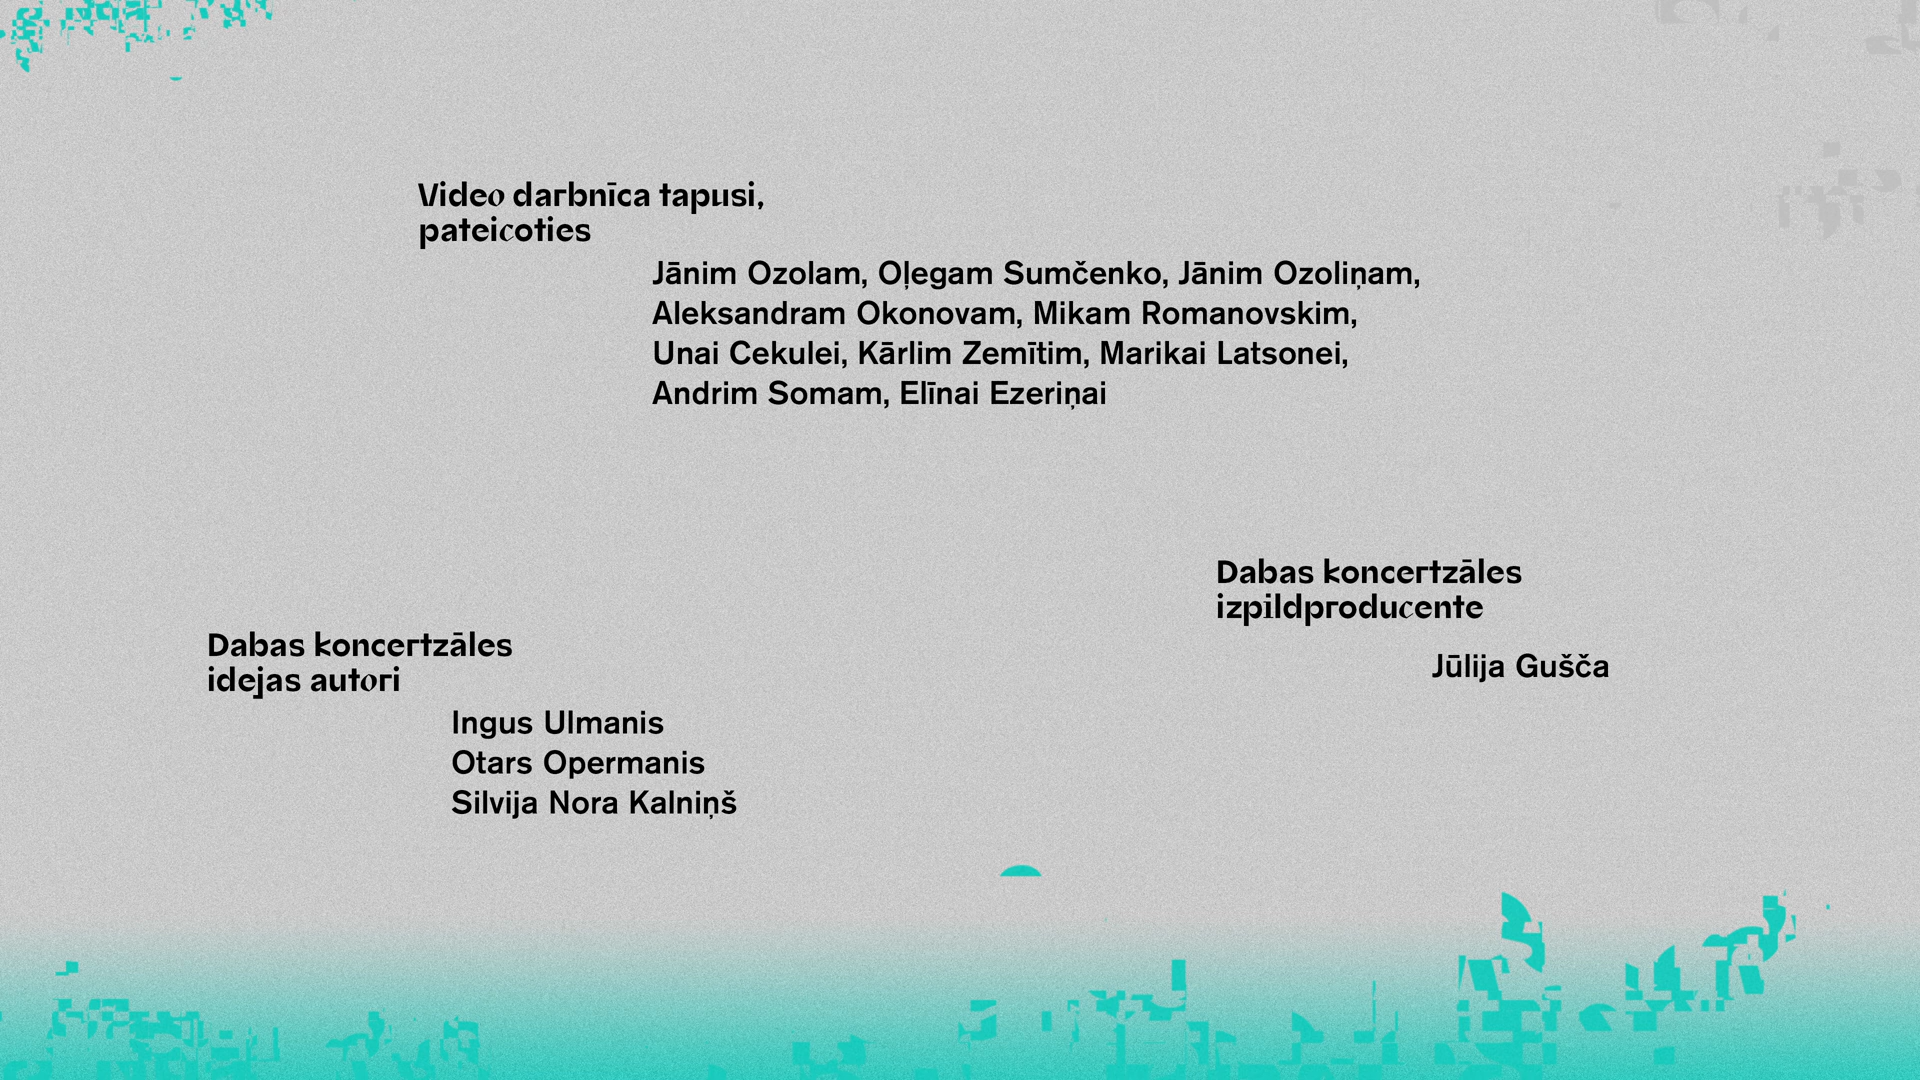 Video darbnīca tapusi,
pateicoties
Jānim Ozolam, Oļegam Sumčenko, Jānim Ozoliņam,
Aleksandram Okonovam, Mikam Romanovskim,
Unai Cekulei, Kārlim Zemītim, Marikai Latsonei,
Andrim Somam, Elīnai Ezeriņai
Dabas koncertzāles
idejas autori
Ingus Ulmanis
Otars Opermanis
Silvija Nora Kalniņš
Dabas koncertzāles
izpildproducente
Jūlija Gušča